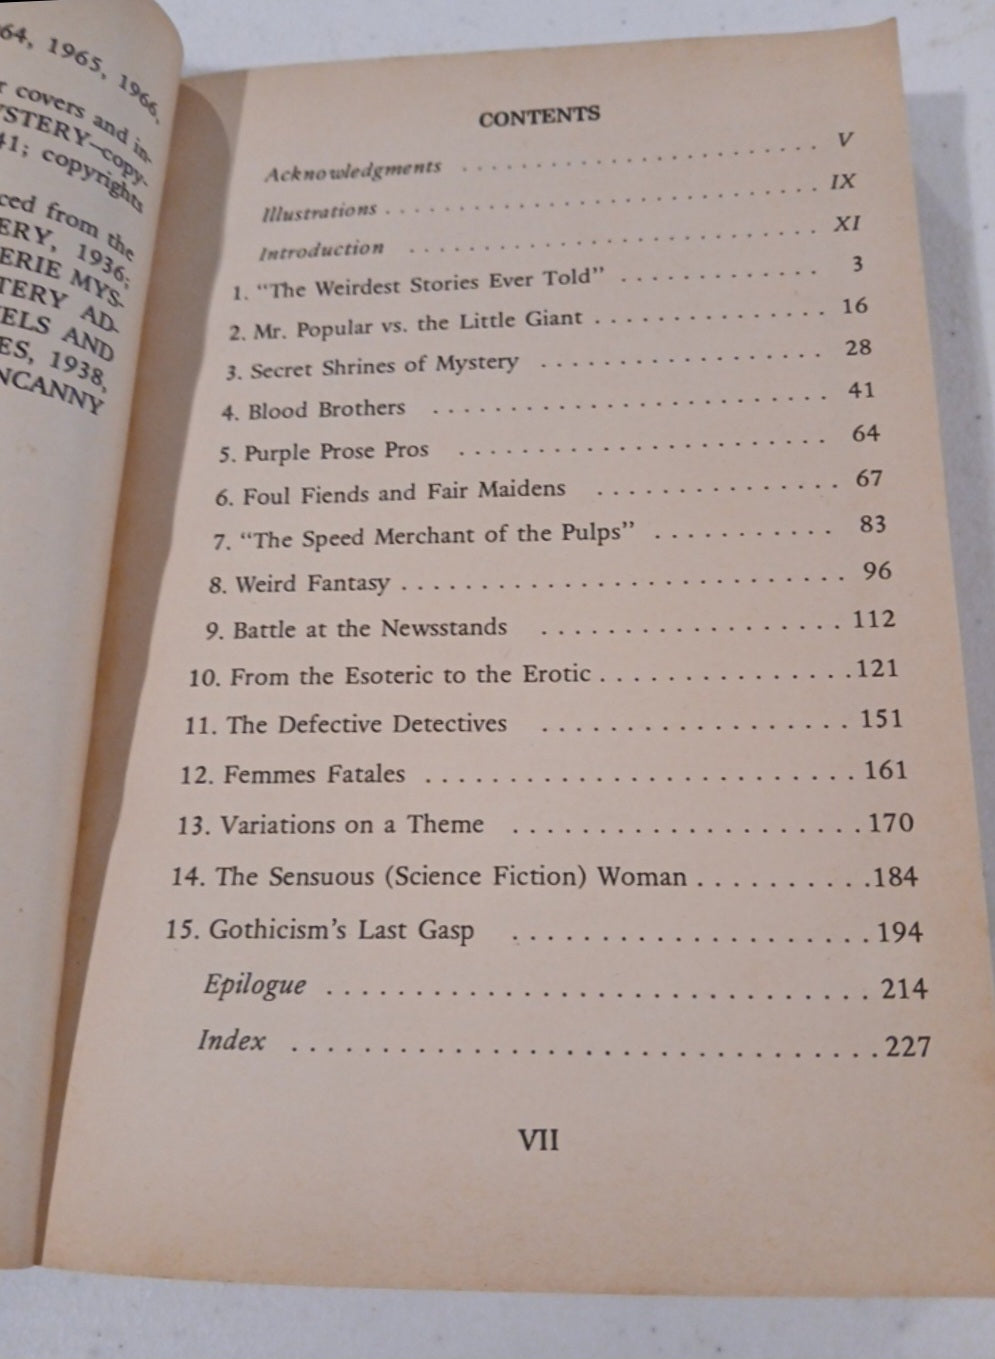 64, 1965, 1966,
covers and in-
YSTERY—copy-
41; copyrights
ced from the
ERY, 1936;
ERIE MYS-
TERY AD-
ELS AND
ES, 1938,
NCANNY
CONTENTS
Acknowledgments . . . . . . . . . . . . . . . . . . . . . . . . . . V
Illustrations . . . . . . . . . . . . . . . . . . . . . . . . . . . . . IX
Introduction . . . . . . . . . . . . . . . . . . . . . . . . . . . XI
1. “The Weirdest Stories Ever Told” . . . . . . . . . . . . 3
2. Mr. Popular vs. the Little Giant . . . . . . . . . . . . . . 16
3. Secret Shrines of Mystery . . . . . . . . . . . . . . . . . 28
4. Blood Brothers . . . . . . . . . . . . . . . . . . . . . . . . 41
5. Purple Prose Pros . . . . . . . . . . . . . . . . . . . . . . 64
6. Foul Fiends and Fair Maidens . . . . . . . . . . . . . . 67
7. “The Speed Merchant of the Pulps” . . . . . . . . . . . 83
8. Weird Fantasy . . . . . . . . . . . . . . . . . . . . . . . . . . 96
9. Battle at the Newsstands . . . . . . . . . . . . . . . . . . 112
10. From the Esoteric to the Erotic . . . . . . . . . . . . . . . 121
11. The Defective Detectives . . . . . . . . . . . . . . . . . 151
12. Femmes Fatales . . . . . . . . . . . . . . . . . . . . . . . . 161
13. Variations on a Theme . . . . . . . . . . . . . . . . . . . 170
14. The Sensuous (Science Fiction) Woman . . . . . . . . . . 184
15. Gothicism’s Last Gasp . . . . . . . . . . . . . . . . . . . 194
Epilogue . . . . . . . . . . . . . . . . . . . . . . . . . . . . . 214
Index . . . . . . . . . . . . . . . . . . . . . . . . . . . . . . . 227
VII